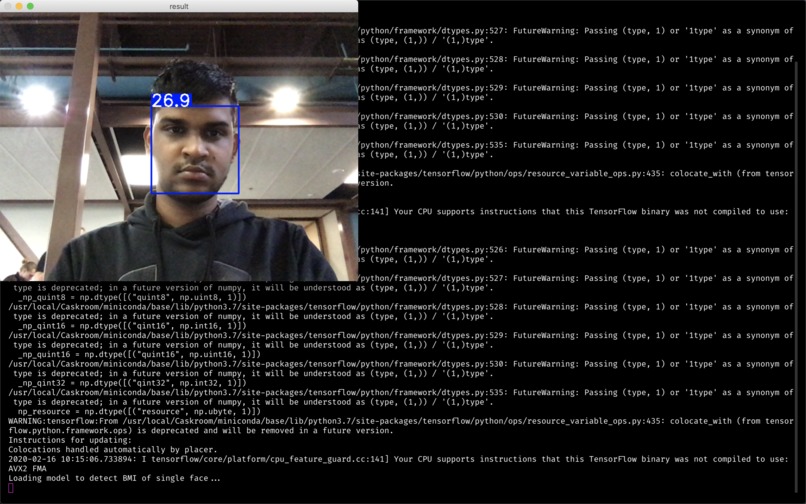 result
/python/framework/dtypes.py:527: FutureWarning: Passing (type, 1) or '1type' as a synonym of
as (type, (1,)) / '(1,)type'.
/python/framework/dtypes.py:528: FutureWarning: Passing (type, 1) or '1type' as a synonym of
as (type, (1,)) / '(1,)type'.
/python/framework/dtypes.py:529: FutureWarning: Passing (type, 1) or '1type' as a synonym of
as (type, (1,)) / '(1,)type'.
26.9
/python/framework/dtypes.py:530: FutureWarning: Passing (type, 1) or '1type' as a synonym of
as (type, (1,)) / '(1,)type'.
/python/framework/dtypes.py:535: FutureWarning: Passing (type, 1) or '1type' as a synonym of
as (type, (1,)) / '(1,)type'.
site-packages/tensorflow/python/ops/resource_variable_ops.py:435: colocate_with (from tensor
version.
cc:141] Your CPU supports instructions that this TensorFlow binary was not compiled to use:
/python/framework/dtypes.py:526: FutureWarning: Passing (type, 1) or '1type' as a synonym of
as (type, (1,)) / '(1,)type'.
/python/framework/dtypes.py:527: FutureWarning: Passing (type, 1) or '1type' as a synonym of
type is deprecated; in a future version of numpy, it will be understood as (type, (1,)) / '(1,)type'.
_np_quint8 = np.dtype([("quint8", np.uint8, 1)])
/usr/local/Caskroom/miniconda/base/lib/python3.7/site-packages/tensorflow/python/framework/dtypes.py:528: FutureWarning: Passing (type, 1) or '1type' as a synonym of
type is deprecated; in a future version of numpy, it will be understood as (type, (1,)) / '(1,)type'.
_np_qint16 = np.dtype([("qint16", np.int16, 1)])
/usr/local/Caskroom/miniconda/base/lib/python3.7/site-packages/tensorflow/python/framework/dtypes.py:529: FutureWarning: Passing (type, 1) or '1type' as a synonym of
type is deprecated; in a future version of numpy, it will be understood as (type, (1,)) / '(1,)type'.
_np_quint16 = np.dtype([("quint16", np.uint16, 1)])
/usr/local/Caskroom/miniconda/base/lib/python3.7/site-packages/tensorflow/python/framework/dtypes.py:530: FutureWarning: Passing (type, 1) or '1type' as a synonym of
type is deprecated; in a future version of numpy, it will be understood as (type, (1,)) / '(1,)type'.
_np_qint32 = np.dtype([("qint32", np.int32, 1)])
/usr/local/Caskroom/miniconda/base/lib/python3.7/site-packages/tensorflow/python/framework/dtypes.py:535: FutureWarning: Passing (type, 1) or '1type' as a synonym of
type is deprecated; in a future version of numpy, it will be understood as (type, (1,)) / '(1,)type'.
np_resource = np.dtype([("resource", np.ubyte, 1)])
WARNING:tensorflow:From /usr/local/Caskroom/miniconda/base/lib/python3.7/site-packages/tensorflow/python/ops/resource_variable_ops.py:435: colocate_with (from tensor
flow.python.framework.ops) is deprecated and will be removed in a future version.
Instructions for updating:
Colocations handled automatically by placer.
2020-02-16 10:15:06.733894: I tensorflow/core/platform/cpu_feature_guard.cc:141] Your CPU supports instructions that this TensorFlow binary was not compiled to use:
AVX2 FMA
Loading model to detect BMI of single face...